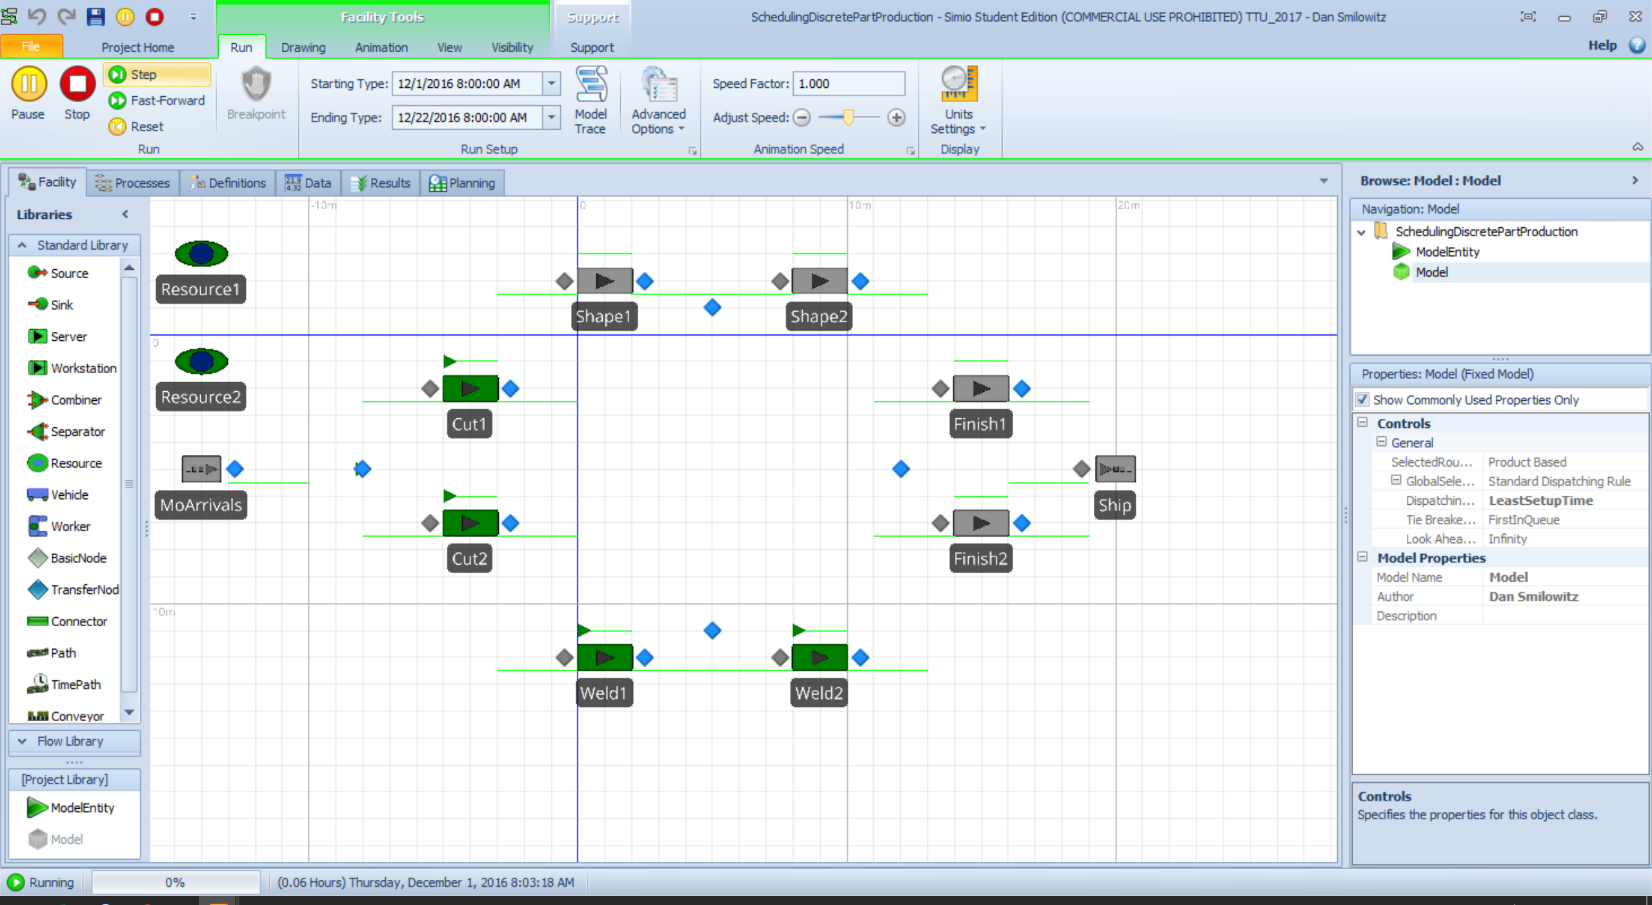 Facility Tools
Support
SchedulingDiscretePartProduction - Simio Student Edition (COMMERCIAL USE PROHIBITED) TTU_2017 - Dan Smilowitz
File
Project Home
Run
Drawing
Animation
View
Visibility
Support
Help
Pause
Stop
Step
Fast-Forward
Reset
Run
Breakpoint
Starting Type: 12/1/2016 8:00:00 AM
Ending Type: 12/22/2016 8:00:00 AM
Run Setup
Model Trace
Advanced Options
Speed Factor: 1.000
Adjust Speed:
Animation Speed
Units Settings
Display
Facility
Processes
Definitions
Data
Results
Planning
Libraries
Standard Library
Source
Sink
Server
Workstation
Combiner
Separator
Resource
Vehicle
Worker
BasicNode
TransferNod
Connector
Path
TimePath
Conveyor
Flow Library
[Project Library]
ModelEntity
Model
-10m
0
10m
20m
0
10m
Resource1
Shape1
Shape2
Resource2
Cut1
Finish1
MoArrivals
Ship
Cut2
Finish2
Weld1
Weld2
Browse: Model : Model
Navigation: Model
SchedulingDiscretePartProduction
ModelEntity
Model
Properties: Model (Fixed Model)
Show Commonly Used Properties Only
Controls
General
SelectedRou... Product Based
GlobalSele... Standard Dispatching Rule
Dispatchin... LeastSetupTime
Tie Breake... FirstInQueue
Look Ahea... Infinity
Model Properties
Model Name Model
Author Dan Smilowitz
Description
Controls
Specifies the properties for this object class.
Running
0%
(0.06 Hours) Thursday, December 1, 2016 8:03:18 AM